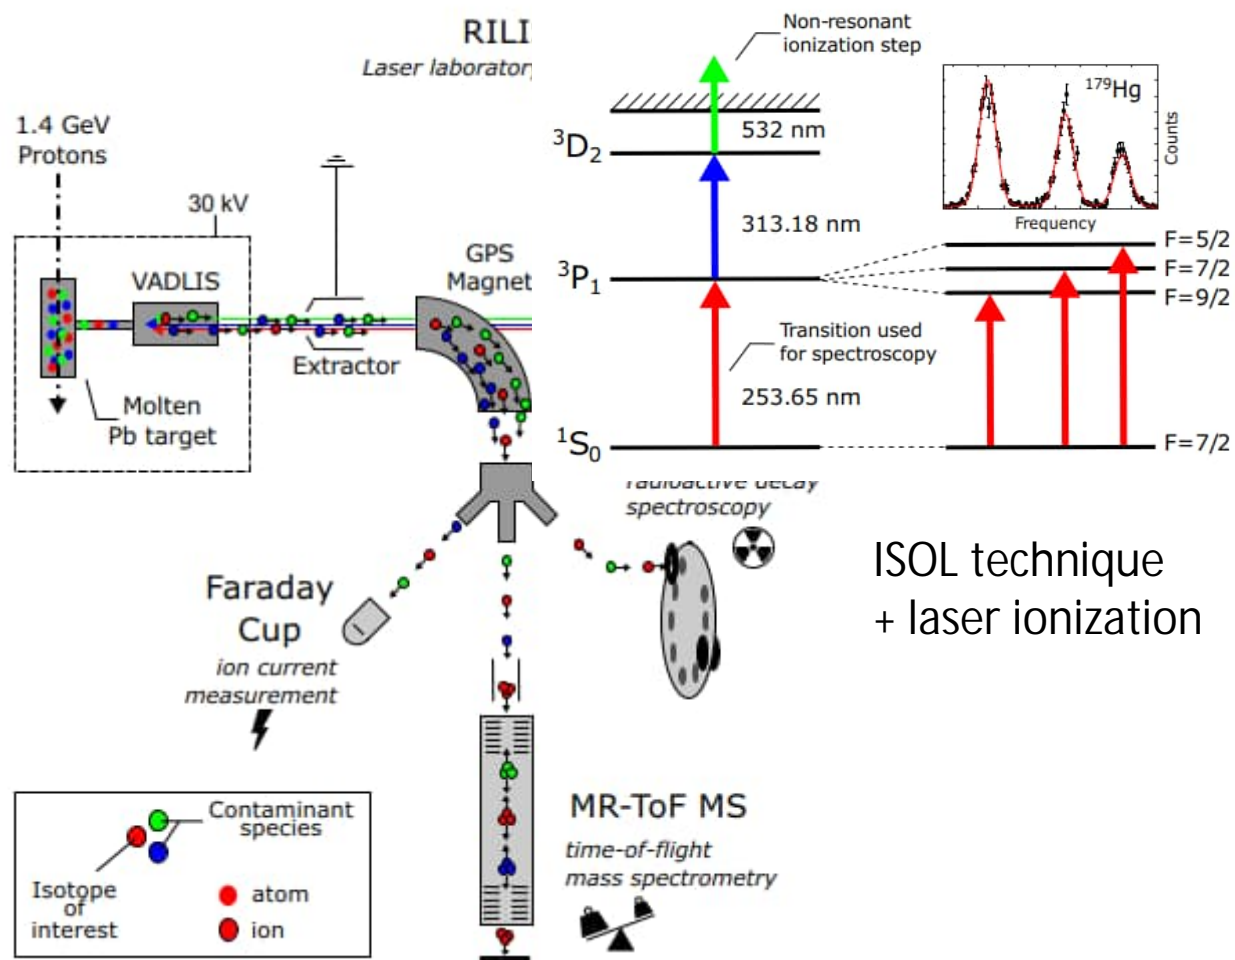 RILI
Laser laboratory
1.4 GeV
Protons
30 kV
VADLIS
Extractor
GPS
Magnet
Molten
Pb target
Non-resonant
ionization step
532 nm
³D₂
313.18 nm
³P₁
Transition used
for spectroscopy
253.65 nm
¹S₀
¹⁷⁹Hg
Counts
Frequency
F=5/2
F=7/2
F=9/2
F=7/2
radioactive decay
spectroscopy
ISOL technique
+ laser ionization
Faraday
Cup
ion current
measurement
MR-ToF MS
time-of-flight
mass spectrometry
Contaminant
species
Isotope
of
interest
atom
ion